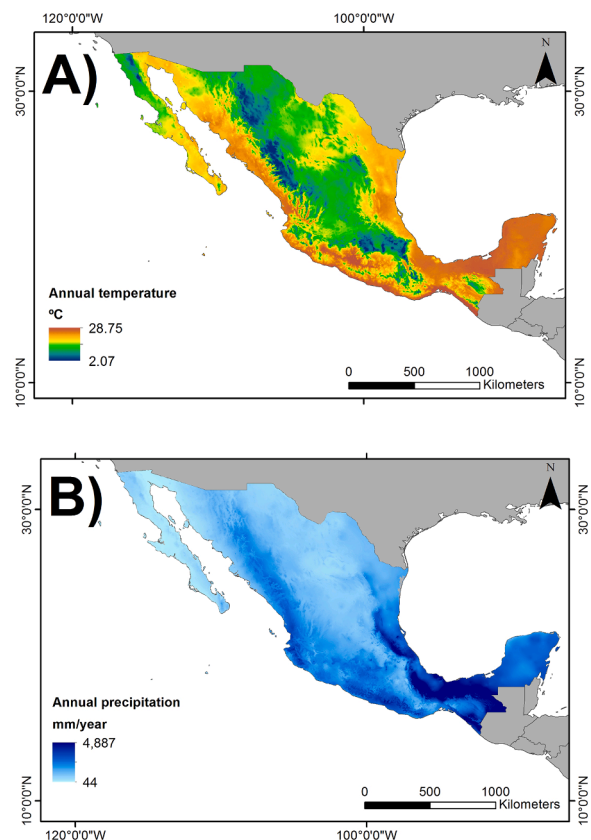 120°0'0"W 100°0'0"W
A)
N
30°0'0"N 30°0'0"N
Annual temperature
ºC
28.75
2.07
0 500 1000
Kilometers
10°0'0"N 10°0'0"N
B)
N
30°0'0"N 30°0'0"N
Annual precipitation
mm/year
4,887
44
0 500 1000
Kilometers
10°0'0"N 10°0'0"N
120°0'0"W 100°0'0"W